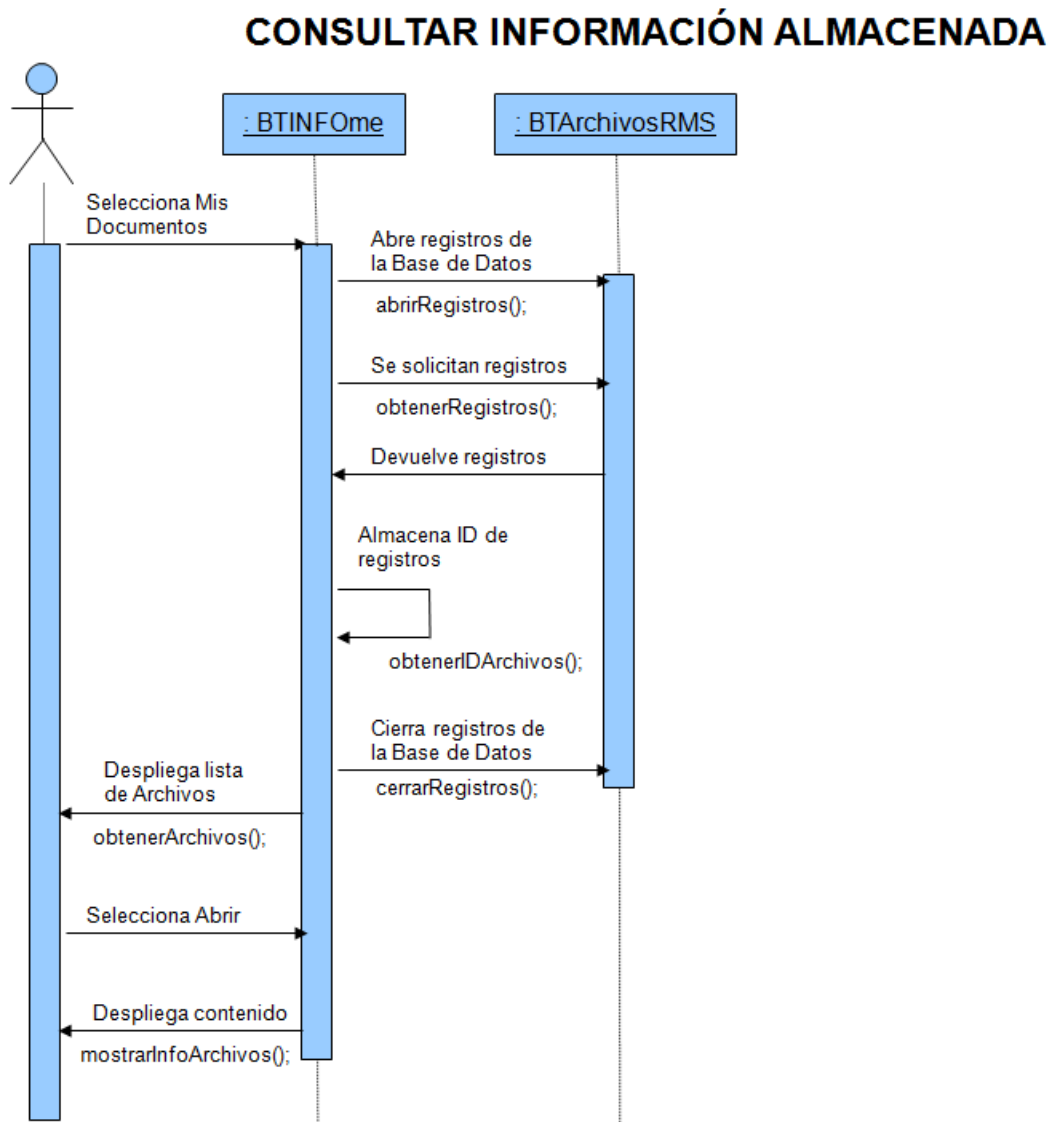 CONSULTAR INFORMACIÓN ALMACENADA
: BTINFOme
: BTArchivosRMS
Selecciona Mis
Documentos
Abre registros de
la Base de Datos
abrirRegistros();
Se solicitan registros
obtenerRegistros();
Devuelve registros
Almacena ID de
registros
obtenerIDArchivos();
Cierra registros de
la Base de Datos
cerrarRegistros();
Despliega lista
de Archivos
obtenerArchivos();
Selecciona Abrir
Despliega contenido
mostrarInfoArchivos();